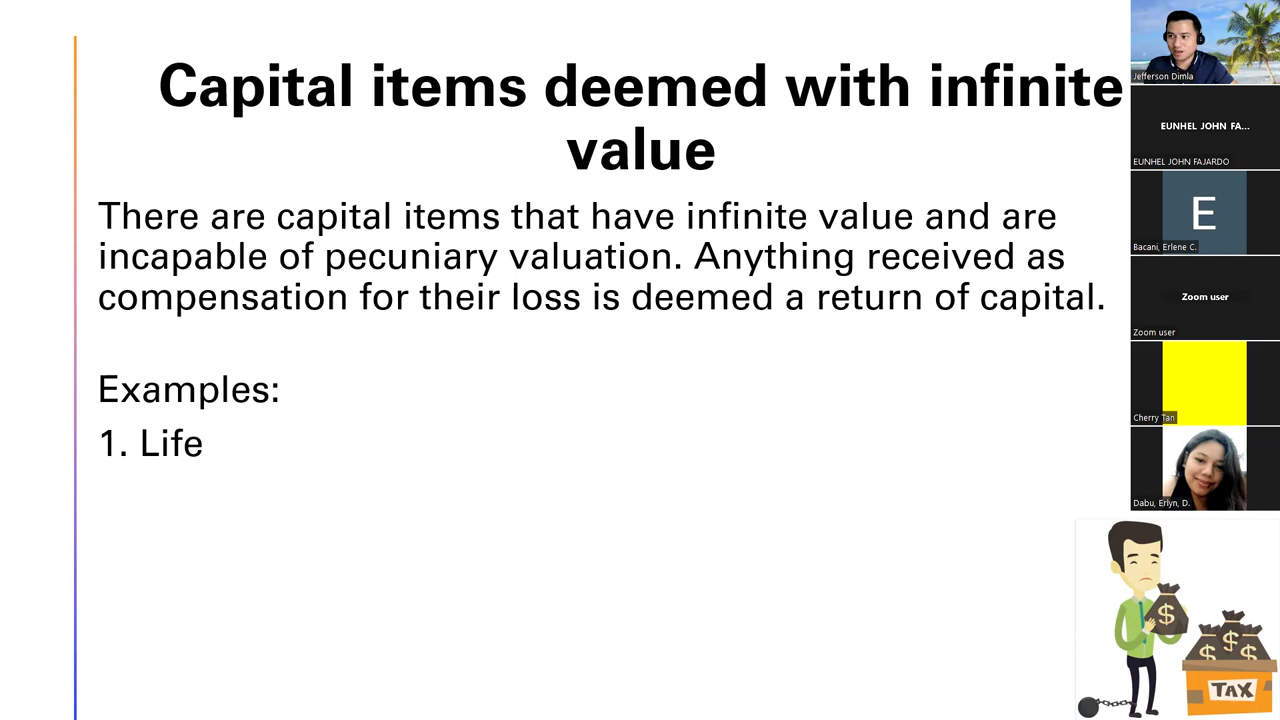 Capital items deemed with infinite
value
There are capital items that have infinite value and are
incapable of pecuniary valuation. Anything received as
compensation for their loss is deemed a return of capital.
Examples:
1. Life
Jefferson Dimla
EUNHEL JOHN FA...
EUNHEL JOHN FAJARDO
E
Bacani, Erlene C.
Zoom user
Zoom user
Cherry Tan
Dabu, Erlyn, D.
$
$
$ $
TAX